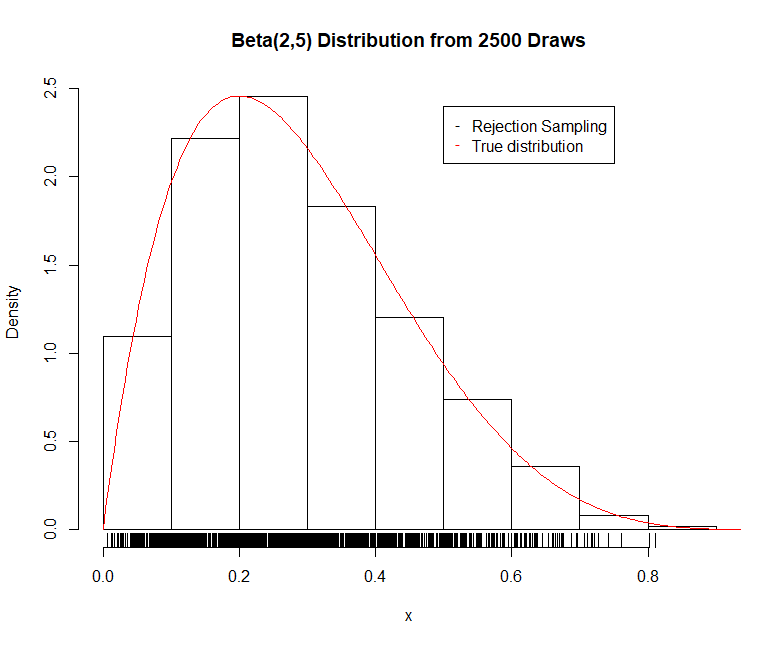 Beta(2,5) Distribution from 2500 Draws
2.5
2.0
1.5
1.0
0.5
0.0
Density
- Rejection Sampling
- True distribution
0.0 0.2 0.4 0.6 0.8
x